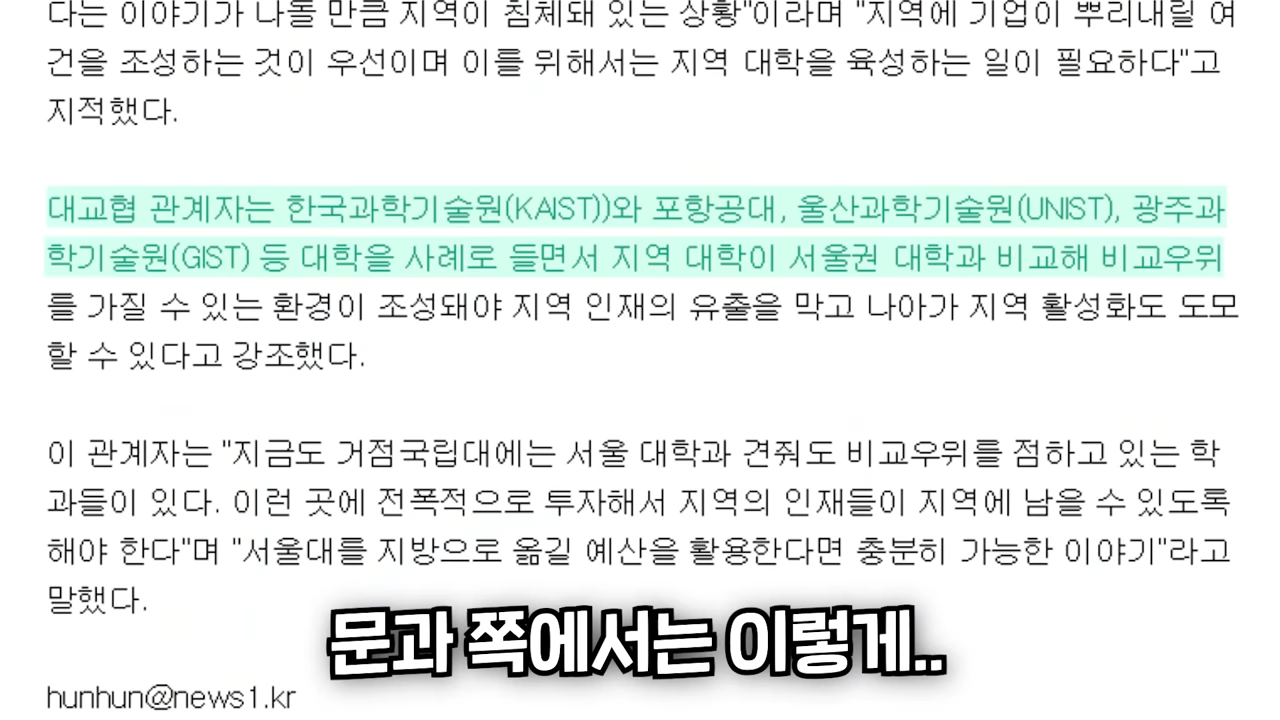 다는 이야기가 나돌 만큼 지역이 침체돼 있는 상황"이라며 "지역에 기업이 뿌리내릴 여
건을 조성하는 것이 우선이며 이를 위해서는 지역 대학을 육성하는 일이 필요하다"고
지적했다.
대교협 관계자는 한국과학기술원(KAIST))와 포항공대, 울산과학기술원(UNIST), 광주과
학기술원(GIST) 등 대학을 사례로 들면서 지역 대학이 서울권 대학과 비교해 비교우위
를 가질 수 있는 환경이 조성돼야 지역 인재의 유출을 막고 나아가 지역 활성화도 도모
할 수 있다고 강조했다.
이 관계자는 "지금도 거점국립대에는 서울 대학과 견줘도 비교우위를 점하고 있는 학
과들이 있다. 이런 곳에 전폭적으로 투자해서 지역의 인재들이 지역에 남을 수 있도록
해야 한다"며 "서울대를 지방으로 옮길 예산을 활용한다면 충분히 가능한 이야기"라고
말했다.
문과 쪽에서는 이렇게..
hunhun@news1.kr